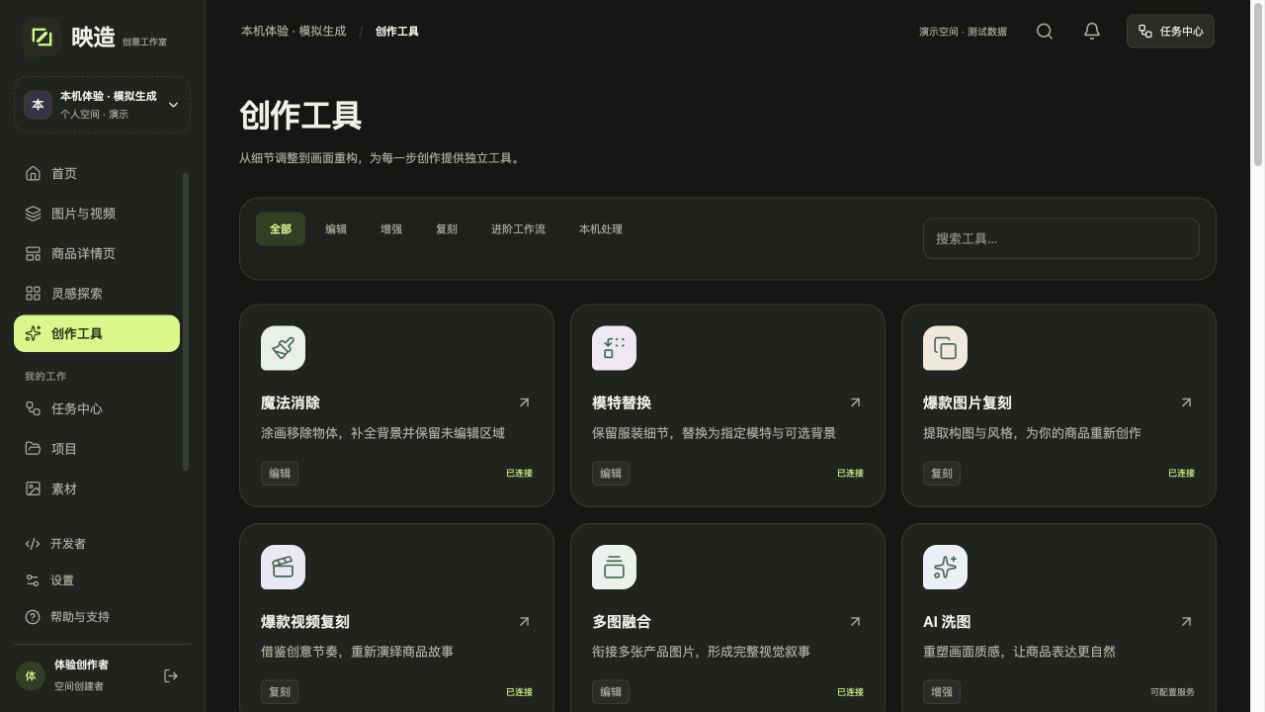 映造 创意工作室
本
本机体验 · 模拟生成
个人空间 · 演示
首页
图片与视频
商品详情页
灵感探索
创作工具
我的工作
任务中心
项目
素材
开发者
设置
帮助与支持
体
体验创作者
空间创建者
本机体验 · 模拟生成 / 创作工具
演示空间 · 测试数据
任务中心
创作工具
从细节调整到画面重构，为每一步创作提供独立工具。
全部 编辑 增强 复刻 进阶工作流 本机处理
搜索工具...
魔法消除
涂画移除物体，补全背景并保留未编辑区域
编辑 已连接
模特替换
保留服装细节，替换为指定模特与可选背景
编辑 已连接
爆款图片复刻
提取构图与风格，为你的商品重新创作
复刻 已连接
爆款视频复刻
借鉴创意节奏，重新演绎商品故事
复刻 已连接
多图融合
衔接多张产品图片，形成完整视觉叙事
编辑 已连接
AI 洗图
重塑画面质感，让商品表达更自然
增强 可配置服务